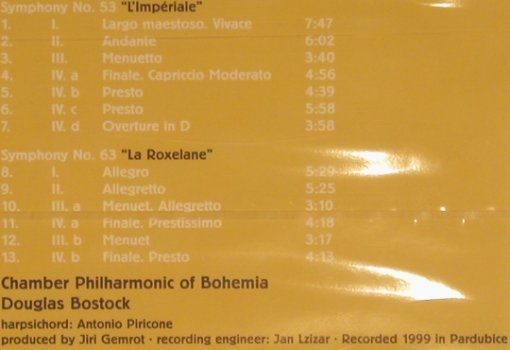 Symphony No. 53 "L'Impériale"
1. I. Largo maestoso. Vivace 7:47
2. II. Andante 6:02
3. III. Menuetto 3:40
4. IV. a Finale. Capriccio Moderato 4:56
5. IV. b Presto 4:39
6. IV. c Presto 5:58
7. IV. d Overture in D 3:58
Symphony No. 63 "La Roxelane"
8. I. Allegro 5:29
9. II. Allegretto 5:25
10. III. a Menuet. Allegretto 3:10
11. IV. a Finale. Prestissimo 4:18
12. III. b Menuet 3:17
13. IV. b Finale. Presto 4:13
Chamber Philharmonic of Bohemia
Douglas Bostock
harpsichord: Antonio Piricone
produced by Jiri Gemrot · recording engineer: Jan Lzizar · Recorded 1999 in Pardubice